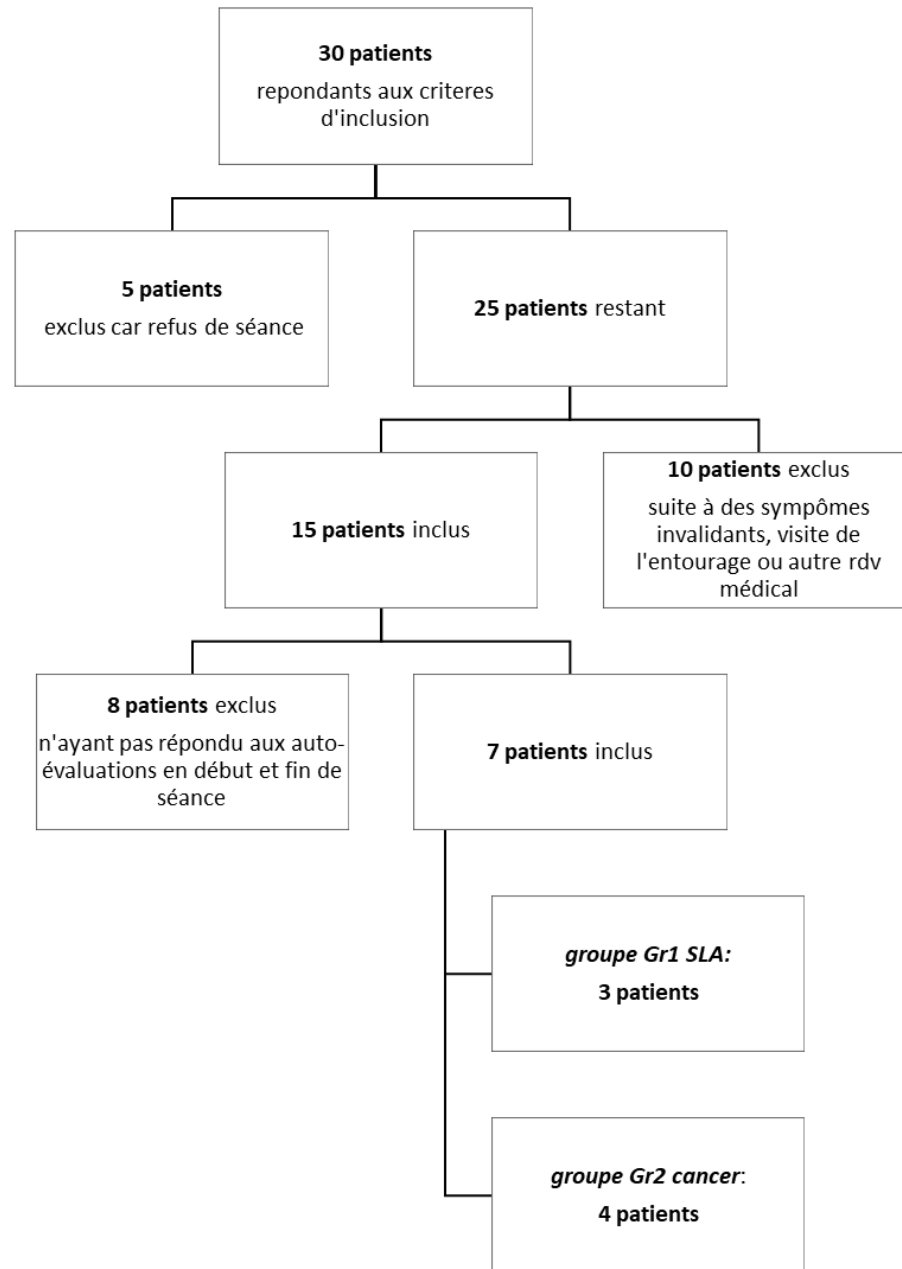 30 patients
repondants aux criteres
d'inclusion
5 patients
exclus car refus de séance
25 patients restant
15 patients inclus
10 patients exclus
suite à des sympômes
invalidants, visite de
l'entourage ou autre rdv
médical
8 patients exclus
n'ayant pas répondu aux auto-
évaluations en début et fin de
séance
7 patients inclus
groupe Gr1 SLA:
3 patients
groupe Gr2 cancer:
4 patients